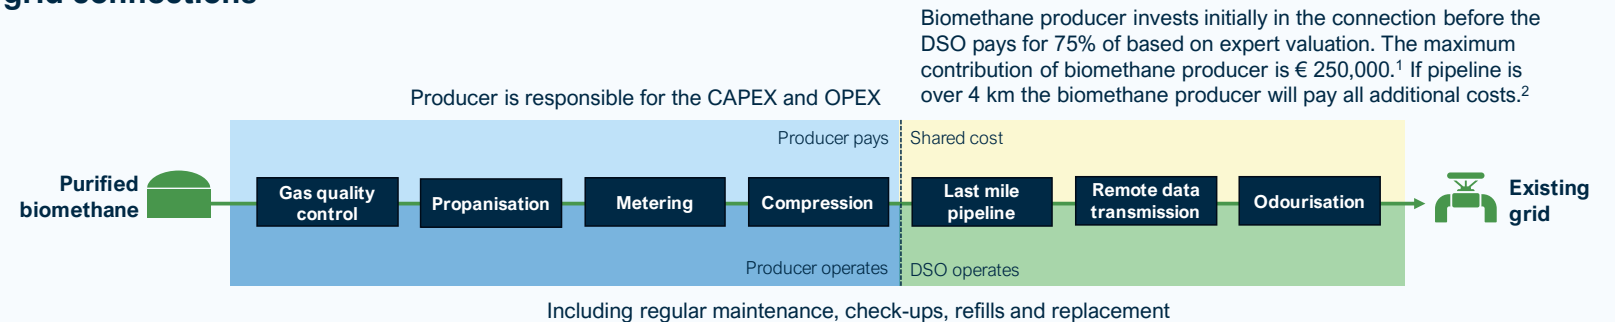 grid connections
Biomethane producer invests initially in the connection before the
DSO pays for 75% of based on expert valuation. The maximum
contribution of biomethane producer is € 250,000.¹ If pipeline is
over 4 km the biomethane producer will pay all additional costs.²
Producer is responsible for the CAPEX and OPEX
Producer pays
Shared cost
Purified
biomethane
Gas quality
control
Propanisation
Metering
Compression
Last mile
pipeline
Remote data
transmission
Odourisation
Existing
grid
Producer operates
DSO operates
Including regular maintenance, check-ups, refills and replacement